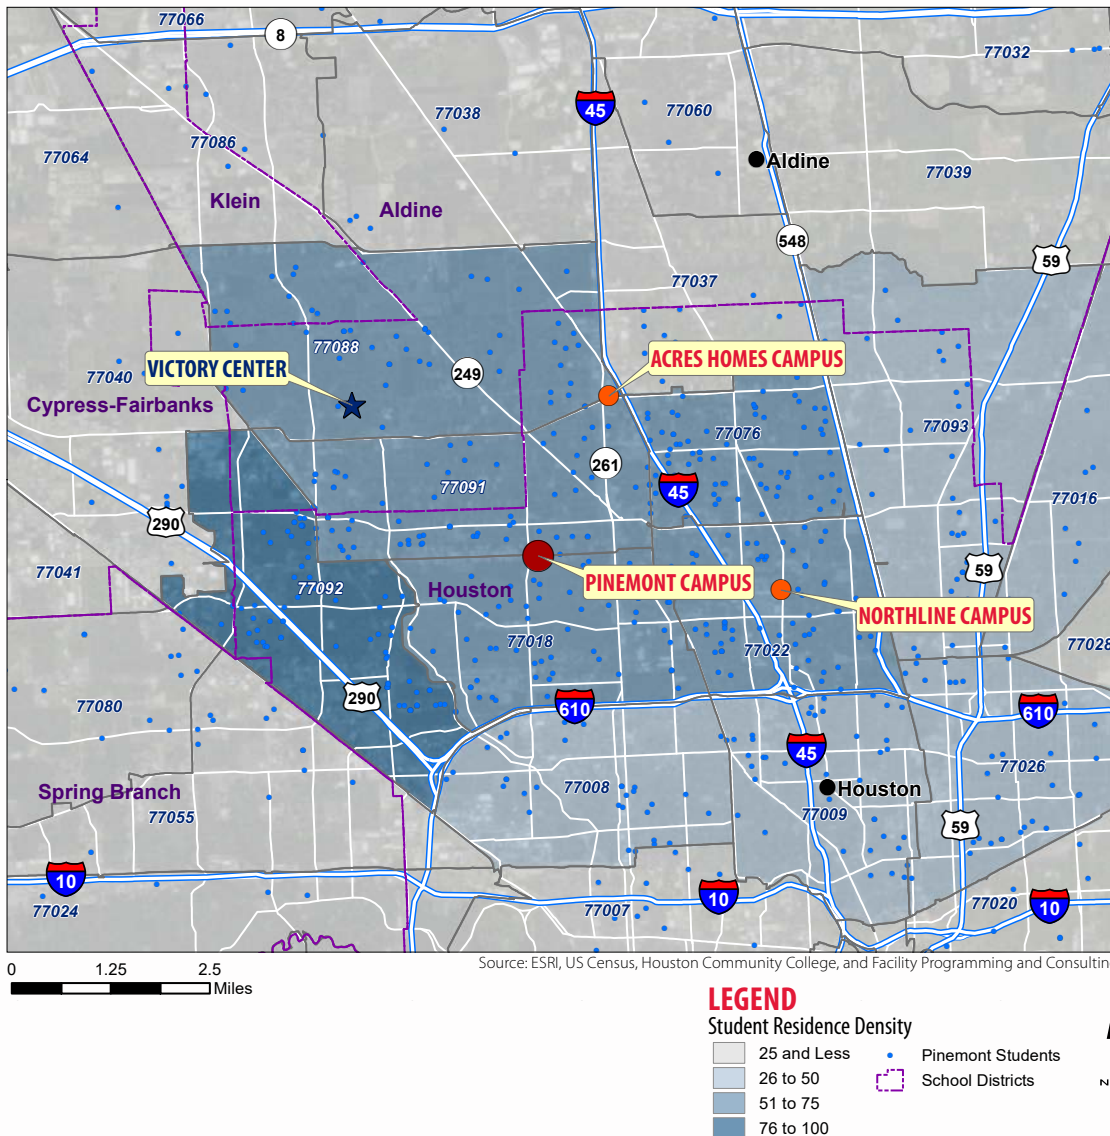 77066
8
77032
77038
45
77060
77086
77064
Aldine
77039
Klein
Aldine
548
59
77037
77088
ACRES HOMES CAMPUS
VICTORY CENTER
77040
249
Cypress-Fairbanks
77076
77093
261
77091
45
77016
290
PINEMONT CAMPUS
59
77041
77092
Houston
NORTHLINE CAMPUS
77018
77022
77028
290
610
610
77080
45
77026
Spring Branch
77008
Houston
77055
77009
59
10
10
10
77024
77007
77020
0 1.25 2.5
Miles
Source: ESRI, US Census, Houston Community College, and Facility Programming and Consultin
LEGEND
Student Residence Density
25 and Less
Pinemont Students
26 to 50
School Districts
51 to 75
76 to 100